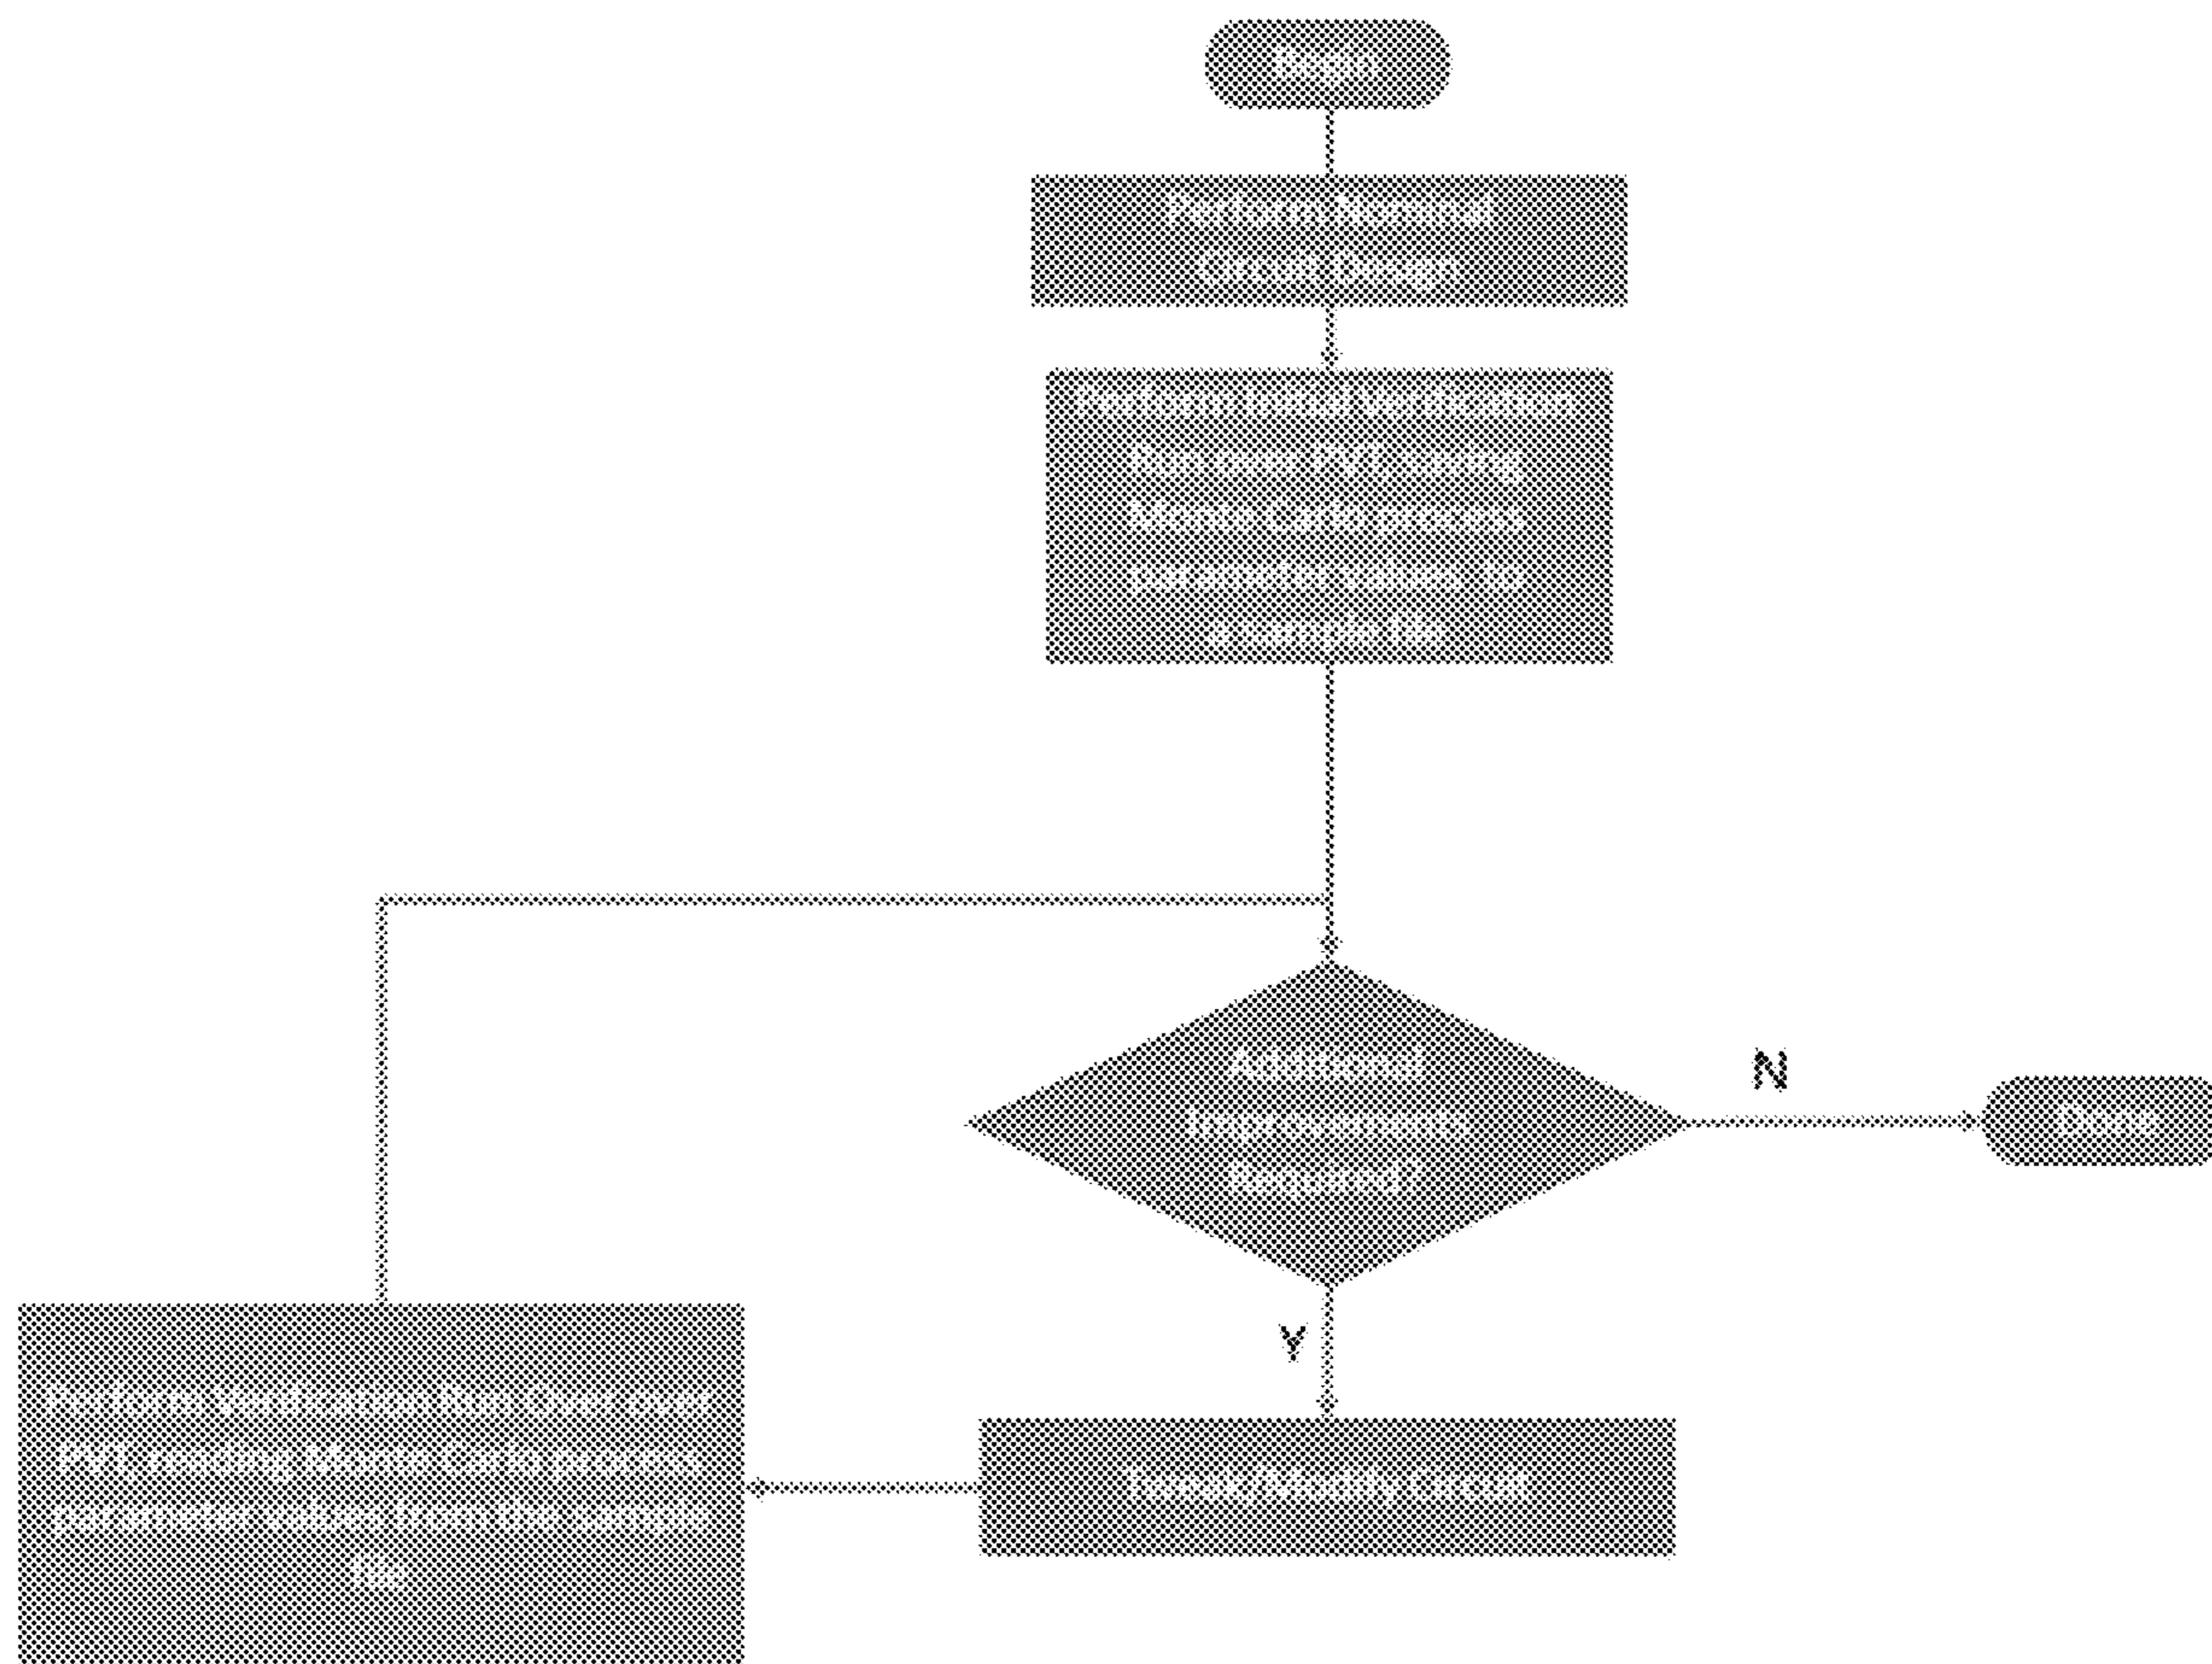 Begin
Perform Nominal
Circuit Design
Perform Initial Verification
Run over PVT, saving
Monte Carlo process
parameter values to
a sample file
Additional
Improvements
Required?
N
Done
Y
Perform Verification Run Over over
PVT, reading Monte Carlo process
parameter values from the sample
file
Tweak/Modify Circuit